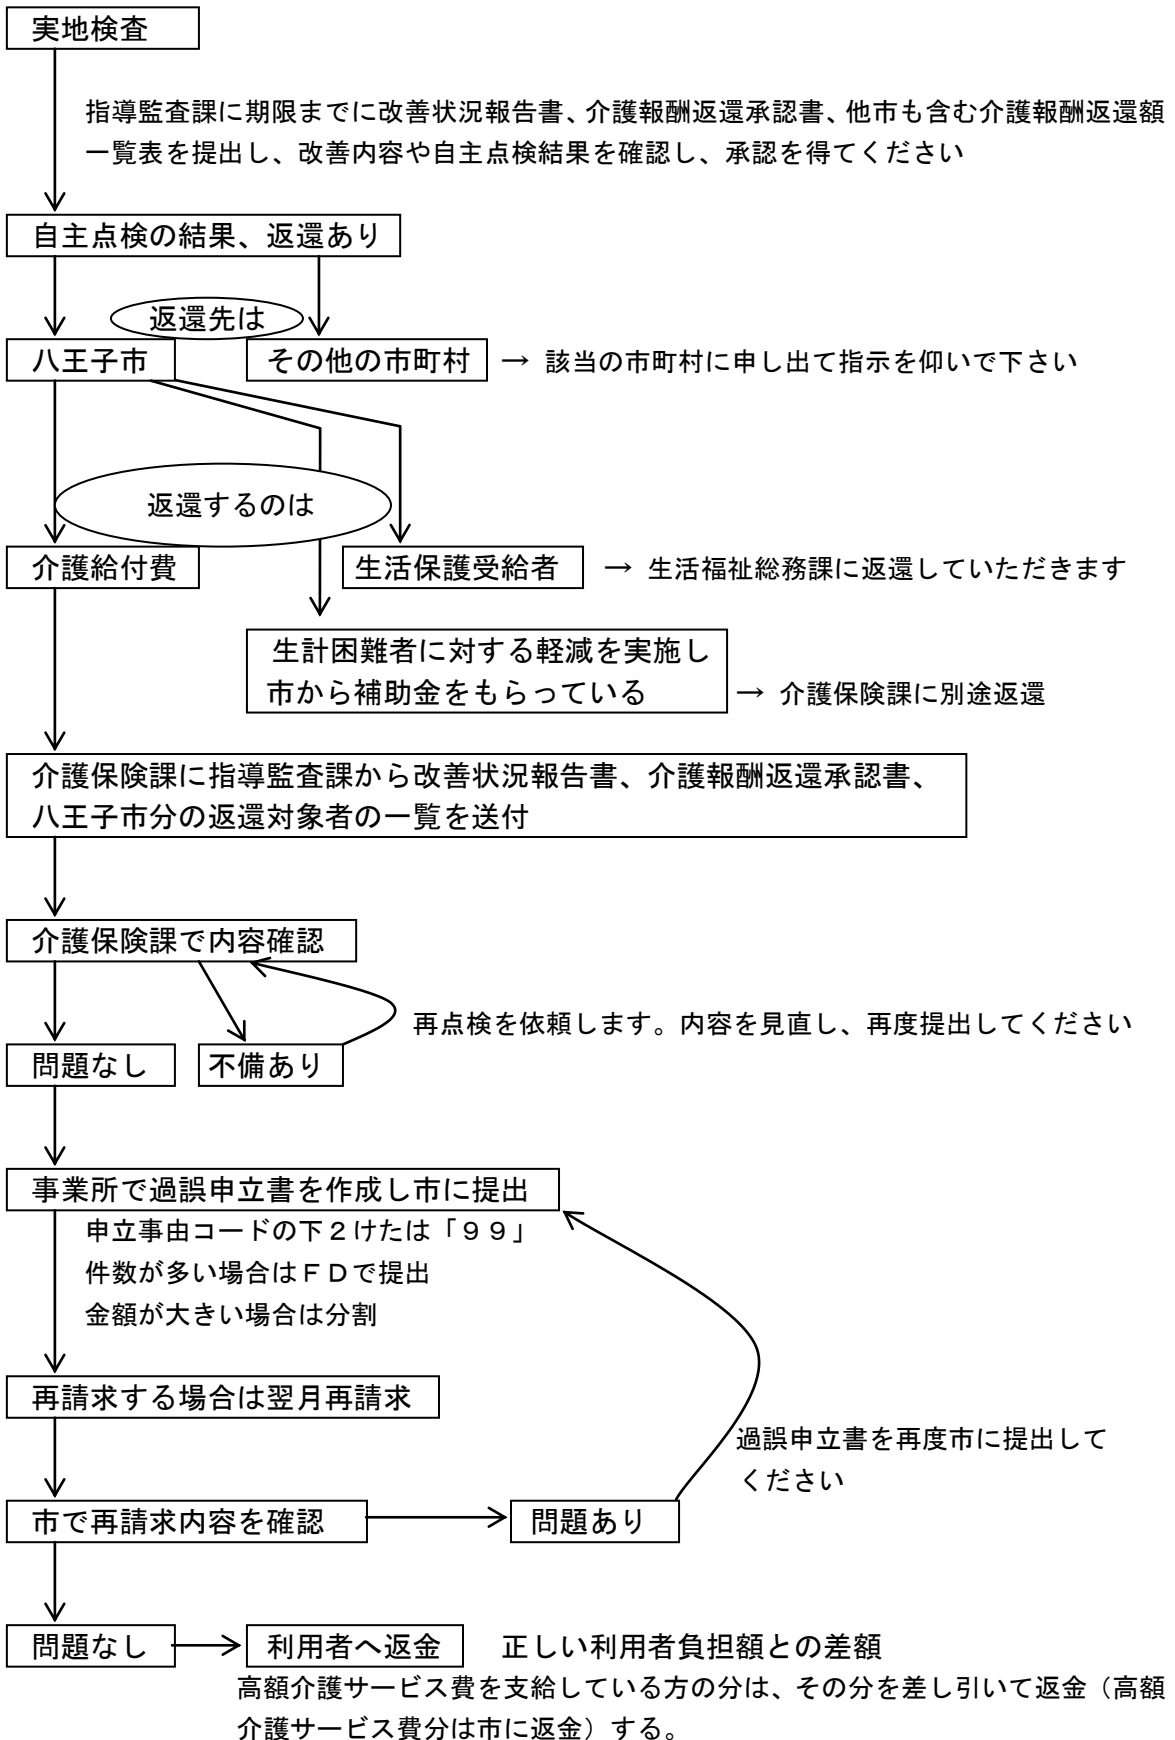 実地検査
指導監査課に期限までに改善状況報告書、介護報酬返還承認書、他市も含む介護報酬返還額
一覧表を提出し、改善内容や自主点検結果を確認し、承認を得てください
自主点検の結果、返還あり
返還先は
八王子市
その他の市町村 → 該当の市町村に申し出て指示を仰いで下さい
返還するのは
介護給付費
生活保護受給者 → 生活福祉総務課に返還していただきます
生計困難者に対する軽減を実施し
市から補助金をもらっている → 介護保険課に別途返還
介護保険課に指導監査課から改善状況報告書、介護報酬返還承認書、
八王子市分の返還対象者の一覧を送付
介護保険課で内容確認
再点検を依頼します。内容を見直し、再度提出してください
問題なし
不備あり
事業所で過誤申立書を作成し市に提出
申立事由コードの下２けたは「９９」
件数が多い場合はＦＤで提出
金額が大きい場合は分割
再請求する場合は翌月再請求
過誤申立書を再度市に提出して
ください
市で再請求内容を確認
問題あり
問題なし
利用者へ返金
正しい利用者負担額との差額
高額介護サービス費を支給している方の分は、その分を差し引いて返金（高額
介護サービス費分は市に返金）する。